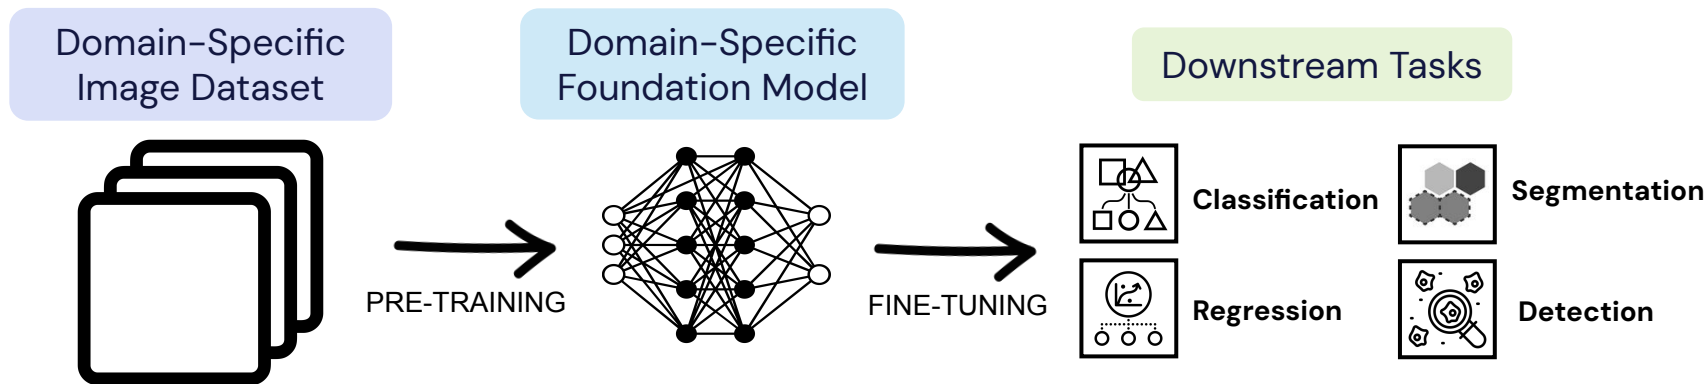 Domain-Specific
Image Dataset
Domain-Specific
Foundation Model
Downstream Tasks
PRE-TRAINING
FINE-TUNING
Classification
Segmentation
Regression
Detection